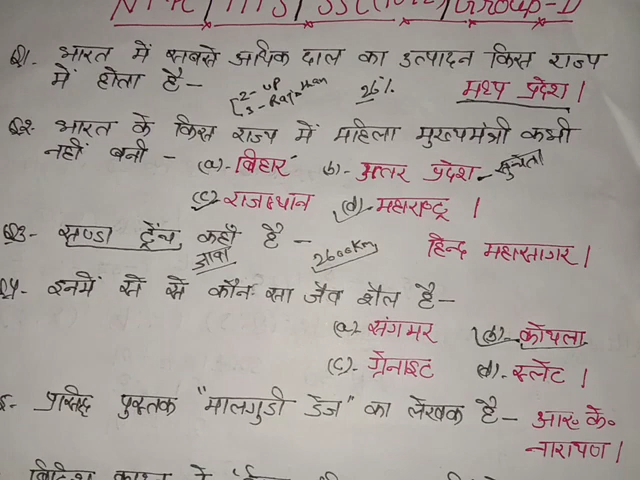 NTPC / MTS / SSC (10+2) / Group-D
Q1. भारत में सबसे अधिक दाल का उत्पादन किस राज्य
में होता है- [2- UP 3- Rajasthan 26% मध्य प्रदेश।
Q2- भारत के किस राज्य में महिला मुख्यमंत्री कभी
नहीं बनी - (a)- बिहार b)- उत्तर प्रदेश - सुचेता
(c)- राजस्थान (d)- महाराष्ट्र।
Q3- सण्डा ट्रेंच कहाँ है - हिन्द महासागर।
जावा 2600km
Q4- इनमें से से कौन सा जैव शैल है-
(a)- संगमर (b)- कोयला
(c)- ग्रेनाइट (d)- स्लेट।
प्रसिद्ध पुस्तक "मालगुडी डेज" का लेखक है- आर॰ के॰
नारायण।